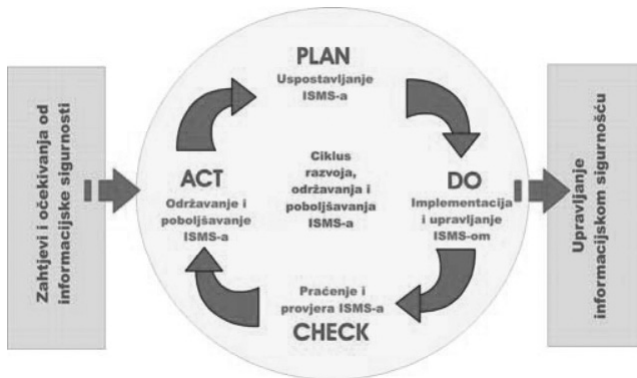 Zahtjevi i očekivanja od
informacijske sigurnosti
PLAN
Uspostavljanje
ISMS-a
ACT
Održavanje i
poboljšavanje
ISMS-a
Ciklus
razvoja,
održavanja i
poboljšavanja
ISMS-a
DO
Implementacija
i upravljanje
ISMS-om
Praćenje i
provjera ISMS-a
CHECK
Upravljanje
informacijskom sigurnošću